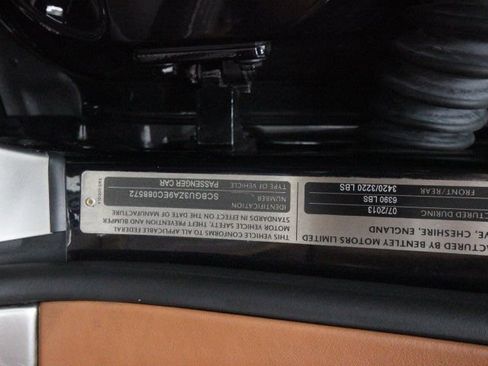 ACTURED BY BENTLEY MOTORS LIMITED
CHESHIRE, ENGLAND
ACTURED DURING
07/2013
6390 LBS
FRONT/REAR
3420/3220 LBS
THIS VEHICLE CONFORMS TO ALL APPLICABLE FEDERAL
MOTOR VEHICLE SAFETY, THEFT PREVENTION AND BUMPER
STANDARDS IN EFFECT ON THE DATE OF MANUFACTURE
IDENTIFICATION
NUMBER
SCBGU3ZA9EC088572
TYPE OF VEHICLE
PASSENGER CAR